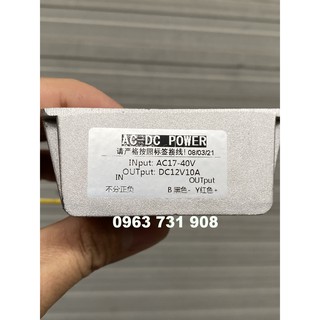 AC-DC POWER
请严格按照标签接线! 08/03/21
INput: AC17-40V
OUTput: DC12V10A
IN OUTput
不分正负 B 黑色- Y红色+
0963 731 908